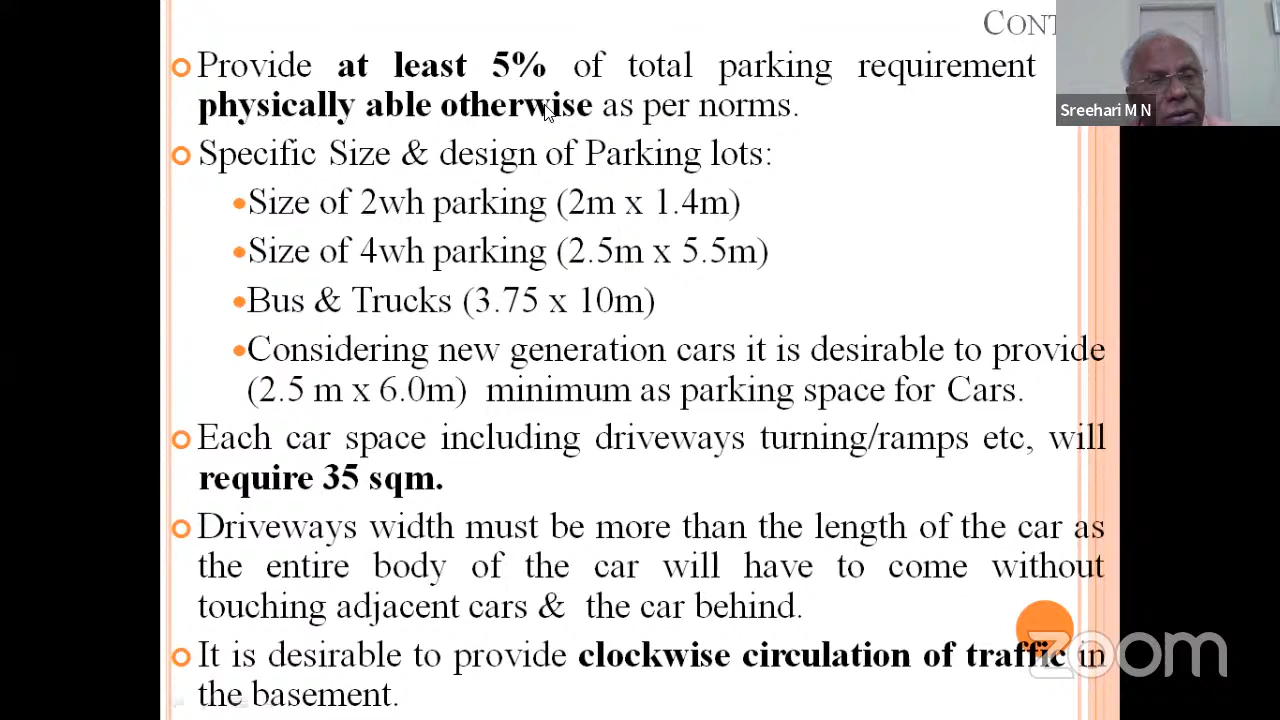 CONT
Provide at least 5% of total parking requirement
physically able otherwise as per norms.
Sreehari M N
Specific Size & design of Parking lots:
Size of 2wh parking (2m x 1.4m)
Size of 4wh parking (2.5m x 5.5m)
Bus & Trucks (3.75 x 10m)
Considering new generation cars it is desirable to provide
(2.5 m x 6.0m) minimum as parking space for Cars.
Each car space including driveways turning/ramps etc, will
require 35 sqm.
Driveways width must be more than the length of the car as
the entire body of the car will have to come without
touching adjacent cars & the car behind.
It is desirable to provide clockwise circulation of traffic in
the basement.
zoom